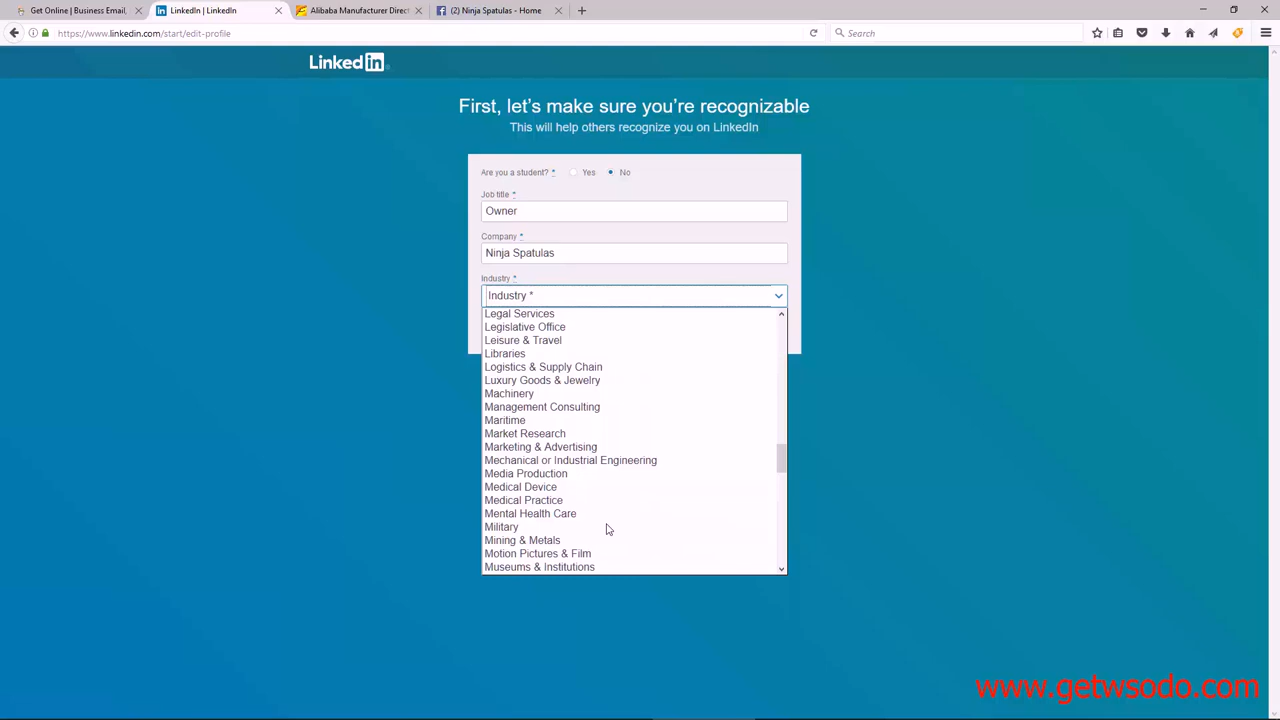 Get Online | Business Email,
LinkedIn | LinkedIn
Alibaba Manufacturer Direct
(2) Ninja Spatulas - Home
https://www.linkedin.com/start/edit-profile
Search
Linked in
First, let's make sure you're recognizable
This will help others recognize you on LinkedIn
Are you a student? * Yes No
Job title *
Owner
Company *
Ninja Spatulas
Industry *
Industry *
Legal Services
Legislative Office
Leisure & Travel
Libraries
Logistics & Supply Chain
Luxury Goods & Jewelry
Machinery
Management Consulting
Maritime
Market Research
Marketing & Advertising
Mechanical or Industrial Engineering
Media Production
Medical Device
Medical Practice
Mental Health Care
Military
Mining & Metals
Motion Pictures & Film
Museums & Institutions
www.getwsodo.com